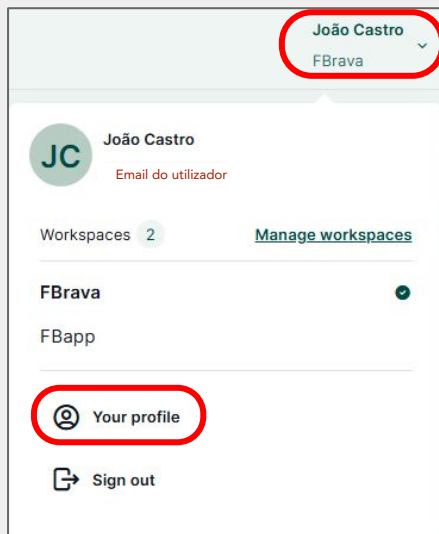 João Castro
FBrava
JC
João Castro
Email do utilizador
Workspaces 2 Manage workspaces
FBrava
FBapp
Your profile
Sign out